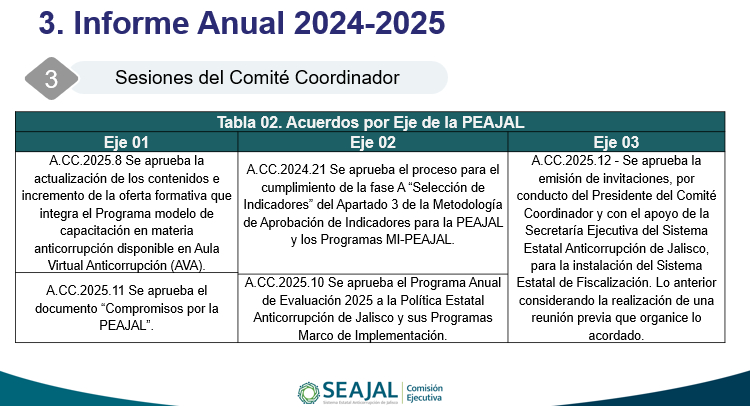 3. Informe Anual 2024-2025
3
Sesiones del Comité Coordinador
Tabla 02. Acuerdos por Eje de la PEAJAL
Eje 01
Eje 02
Eje 03
A.CC.2025.8 Se aprueba la
actualización de los contenidos e
incremento de la oferta formativa que
integra el Programa modelo de
capacitación en materia
anticorrupción disponible en Aula
Virtual Anticorrupción (AVA).
A.CC.2024.21 Se aprueba el proceso para el
cumplimiento de la fase A “Selección de
Indicadores” del Apartado 3 de la Metodología
de Aprobación de Indicadores para la PEAJAL
y los Programas MI-PEAJAL.
A.CC.2025.12 - Se aprueba la
emisión de invitaciones, por
conducto del Presidente del Comité
Coordinador y con el apoyo de la
Secretaría Ejecutiva del Sistema
Estatal Anticorrupción de Jalisco,
para la instalación del Sistema
Estatal de Fiscalización. Lo anterior
considerando la realización de una
reunión previa que organice lo
acordado.
A.CC.2025.11 Se aprueba el
documento “Compromisos por la
PEAJAL”.
A.CC.2025.10 Se aprueba el Programa Anual
de Evaluación 2025 a la Política Estatal
Anticorrupción de Jalisco y sus Programas
Marco de Implementación.
SEAJAL
Sistema Estatal Anticorrupción de Jalisco
Comisión
Ejecutiva